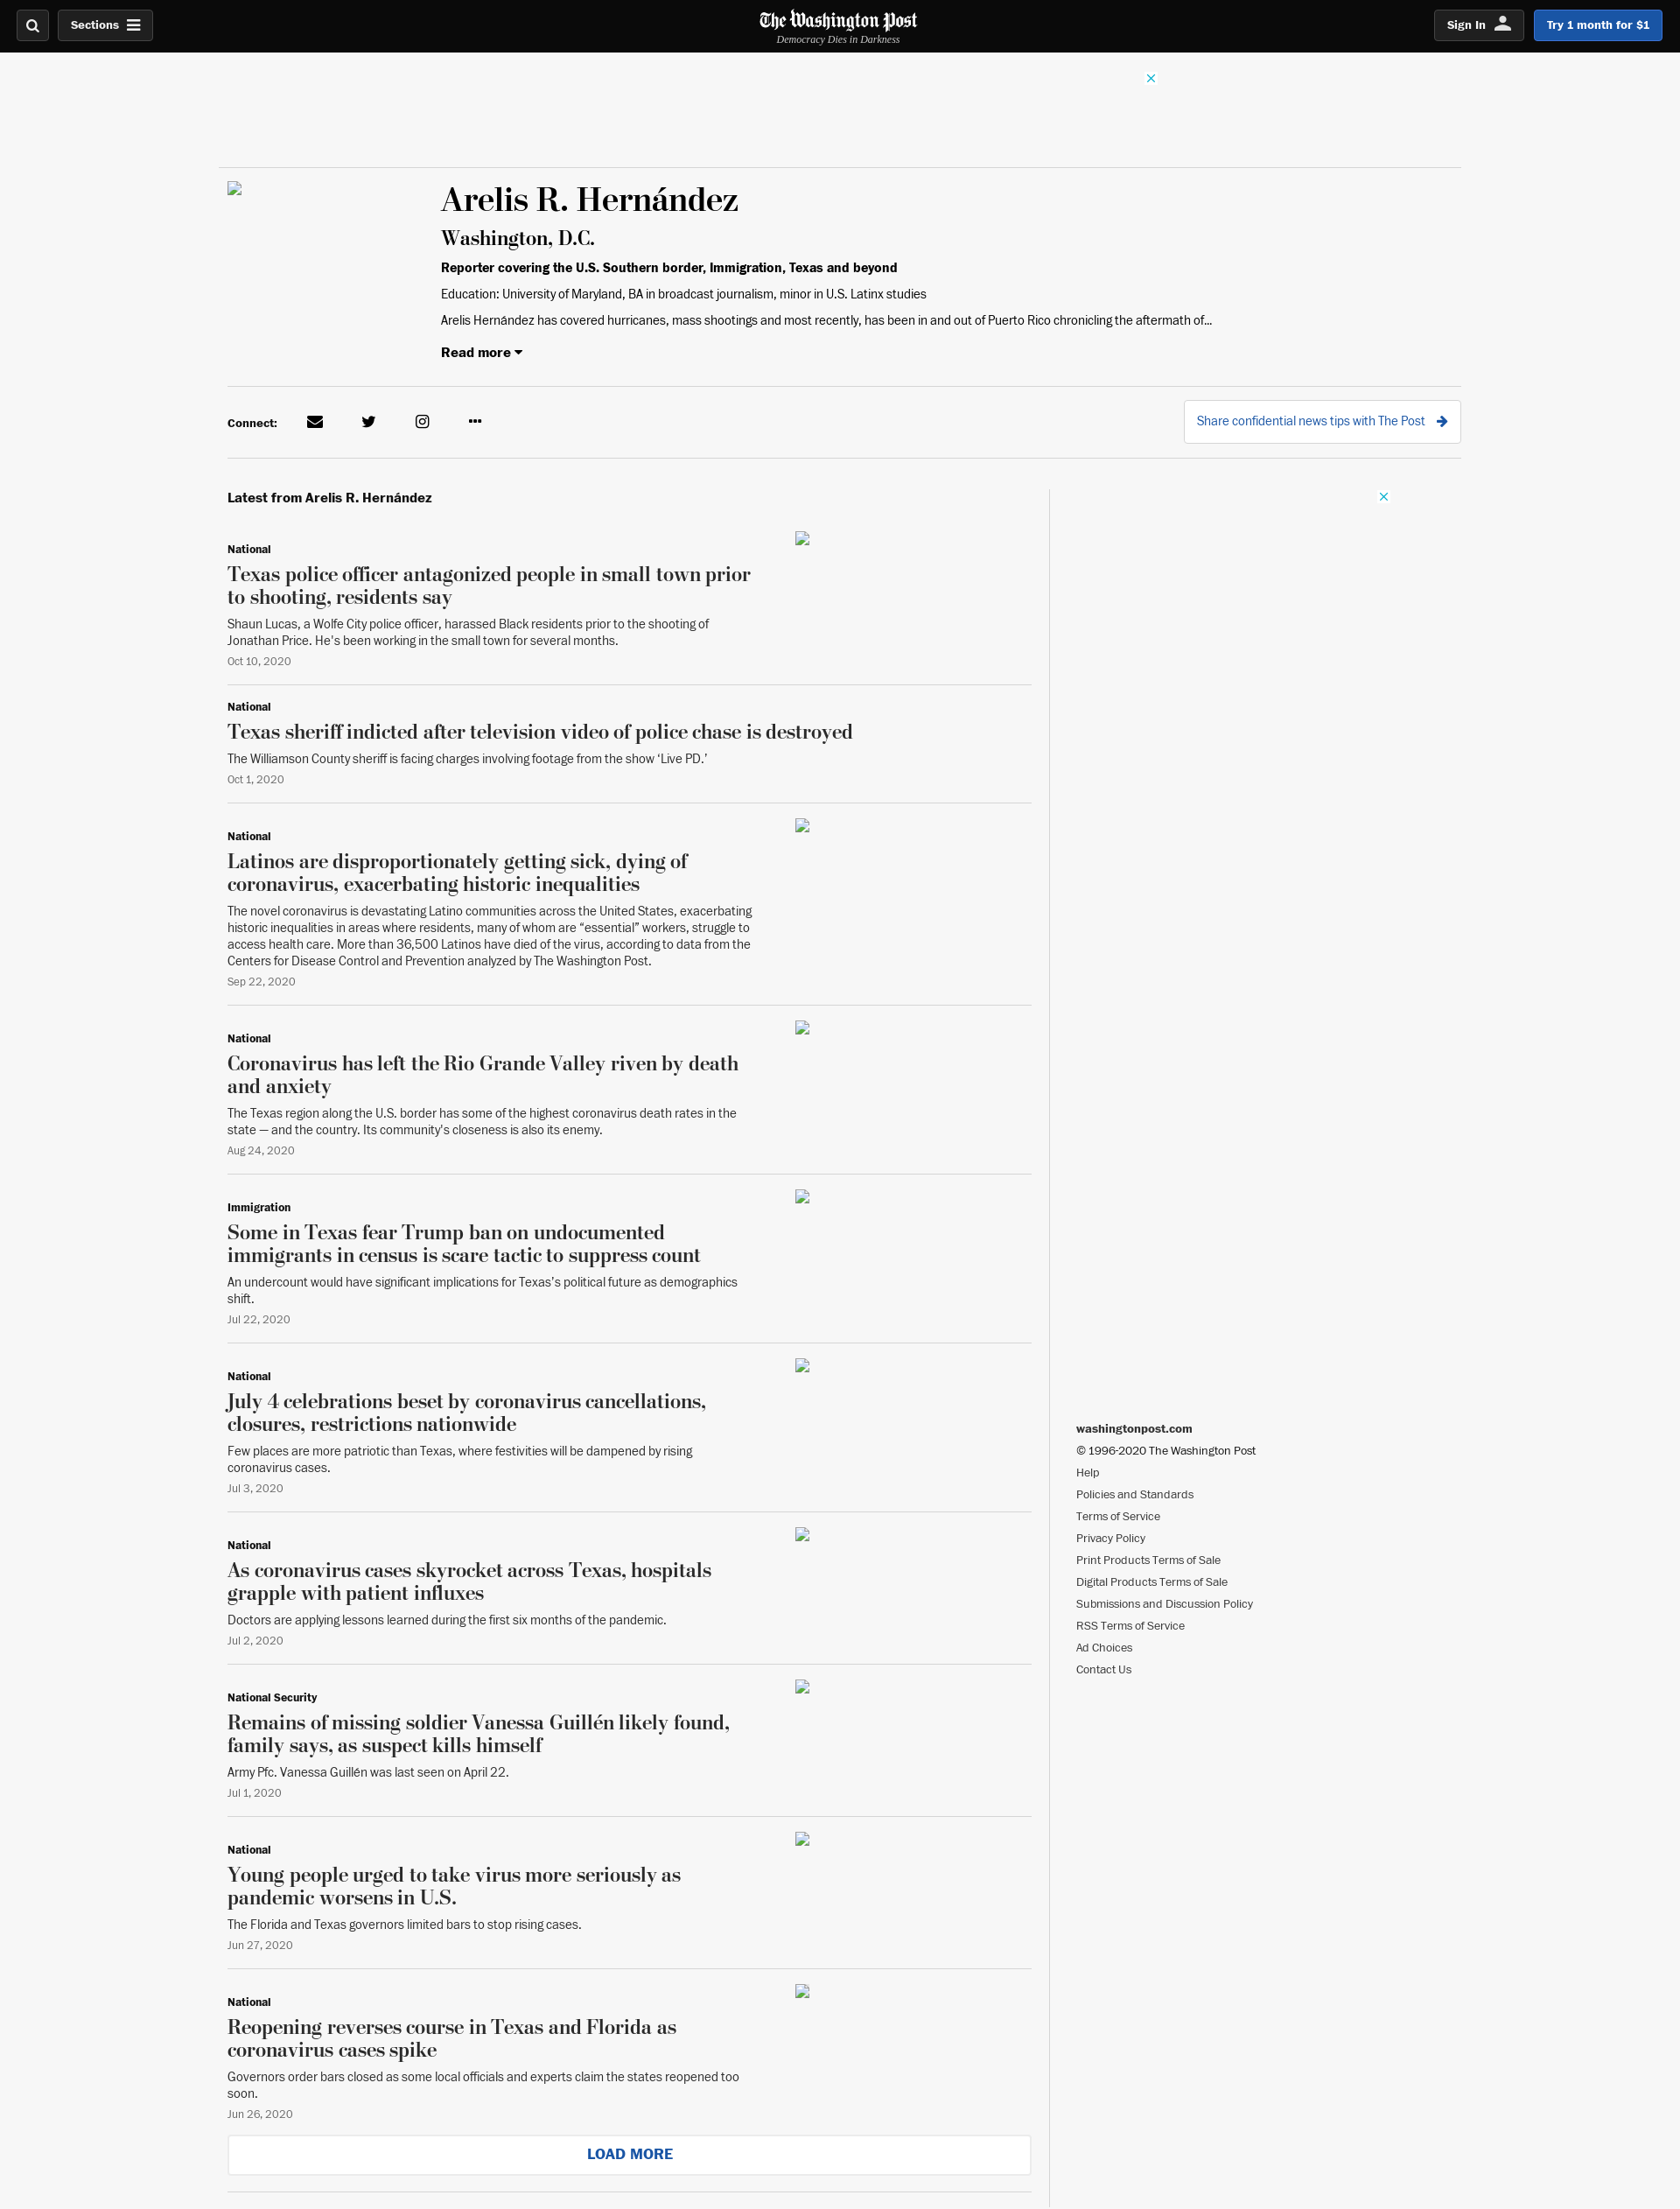 Sections
The Washington Post
Democracy Dies in Darkness
Sign In
Try 1 month for $1
Arelis R. Hernández
Washington, D.C.
Reporter covering the U.S. Southern border, Immigration, Texas and beyond
Education: University of Maryland, BA in broadcast journalism, minor in U.S. Latinx studies
Arelis Hernández has covered hurricanes, mass shootings and most recently, has been in and out of Puerto Rico chronicling the aftermath of...
Read more
Connect:
Share confidential news tips with The Post
Latest from Arelis R. Hernández
National
Texas police officer antagonized people in small town prior
to shooting, residents say
Shaun Lucas, a Wolfe City police officer, harassed Black residents prior to the shooting of
Jonathan Price. He's been working in the small town for several months.
Oct 10, 2020
National
Texas sheriff indicted after television video of police chase is destroyed
The Williamson County sheriff is facing charges involving footage from the show ‘Live PD.’
Oct 1, 2020
National
Latinos are disproportionately getting sick, dying of
coronavirus, exacerbating historic inequalities
The novel coronavirus is devastating Latino communities across the United States, exacerbating
historic inequalities in areas where residents, many of whom are “essential” workers, struggle to
access health care. More than 36,500 Latinos have died of the virus, according to data from the
Centers for Disease Control and Prevention analyzed by The Washington Post.
Sep 22, 2020
National
Coronavirus has left the Rio Grande Valley riven by death
and anxiety
The Texas region along the U.S. border has some of the highest coronavirus death rates in the
state — and the country. Its community's closeness is also its enemy.
Aug 24, 2020
Immigration
Some in Texas fear Trump ban on undocumented
immigrants in census is scare tactic to suppress count
An undercount would have significant implications for Texas's political future as demographics
shift.
Jul 22, 2020
National
July 4 celebrations beset by coronavirus cancellations,
closures, restrictions nationwide
Few places are more patriotic than Texas, where festivities will be dampened by rising
coronavirus cases.
Jul 3, 2020
National
As coronavirus cases skyrocket across Texas, hospitals
grapple with patient influxes
Doctors are applying lessons learned during the first six months of the pandemic.
Jul 2, 2020
National Security
Remains of missing soldier Vanessa Guillén likely found,
family says, as suspect kills himself
Army Pfc. Vanessa Guillén was last seen on April 22.
Jul 1, 2020
National
Young people urged to take virus more seriously as
pandemic worsens in U.S.
The Florida and Texas governors limited bars to stop rising cases.
Jun 27, 2020
National
Reopening reverses course in Texas and Florida as
coronavirus cases spike
Governors order bars closed as some local officials and experts claim the states reopened too
soon.
Jun 26, 2020
LOAD MORE
washingtonpost.com
© 1996-2020 The Washington Post
Help
Policies and Standards
Terms of Service
Privacy Policy
Print Products Terms of Sale
Digital Products Terms of Sale
Submissions and Discussion Policy
RSS Terms of Service
Ad Choices
Contact Us